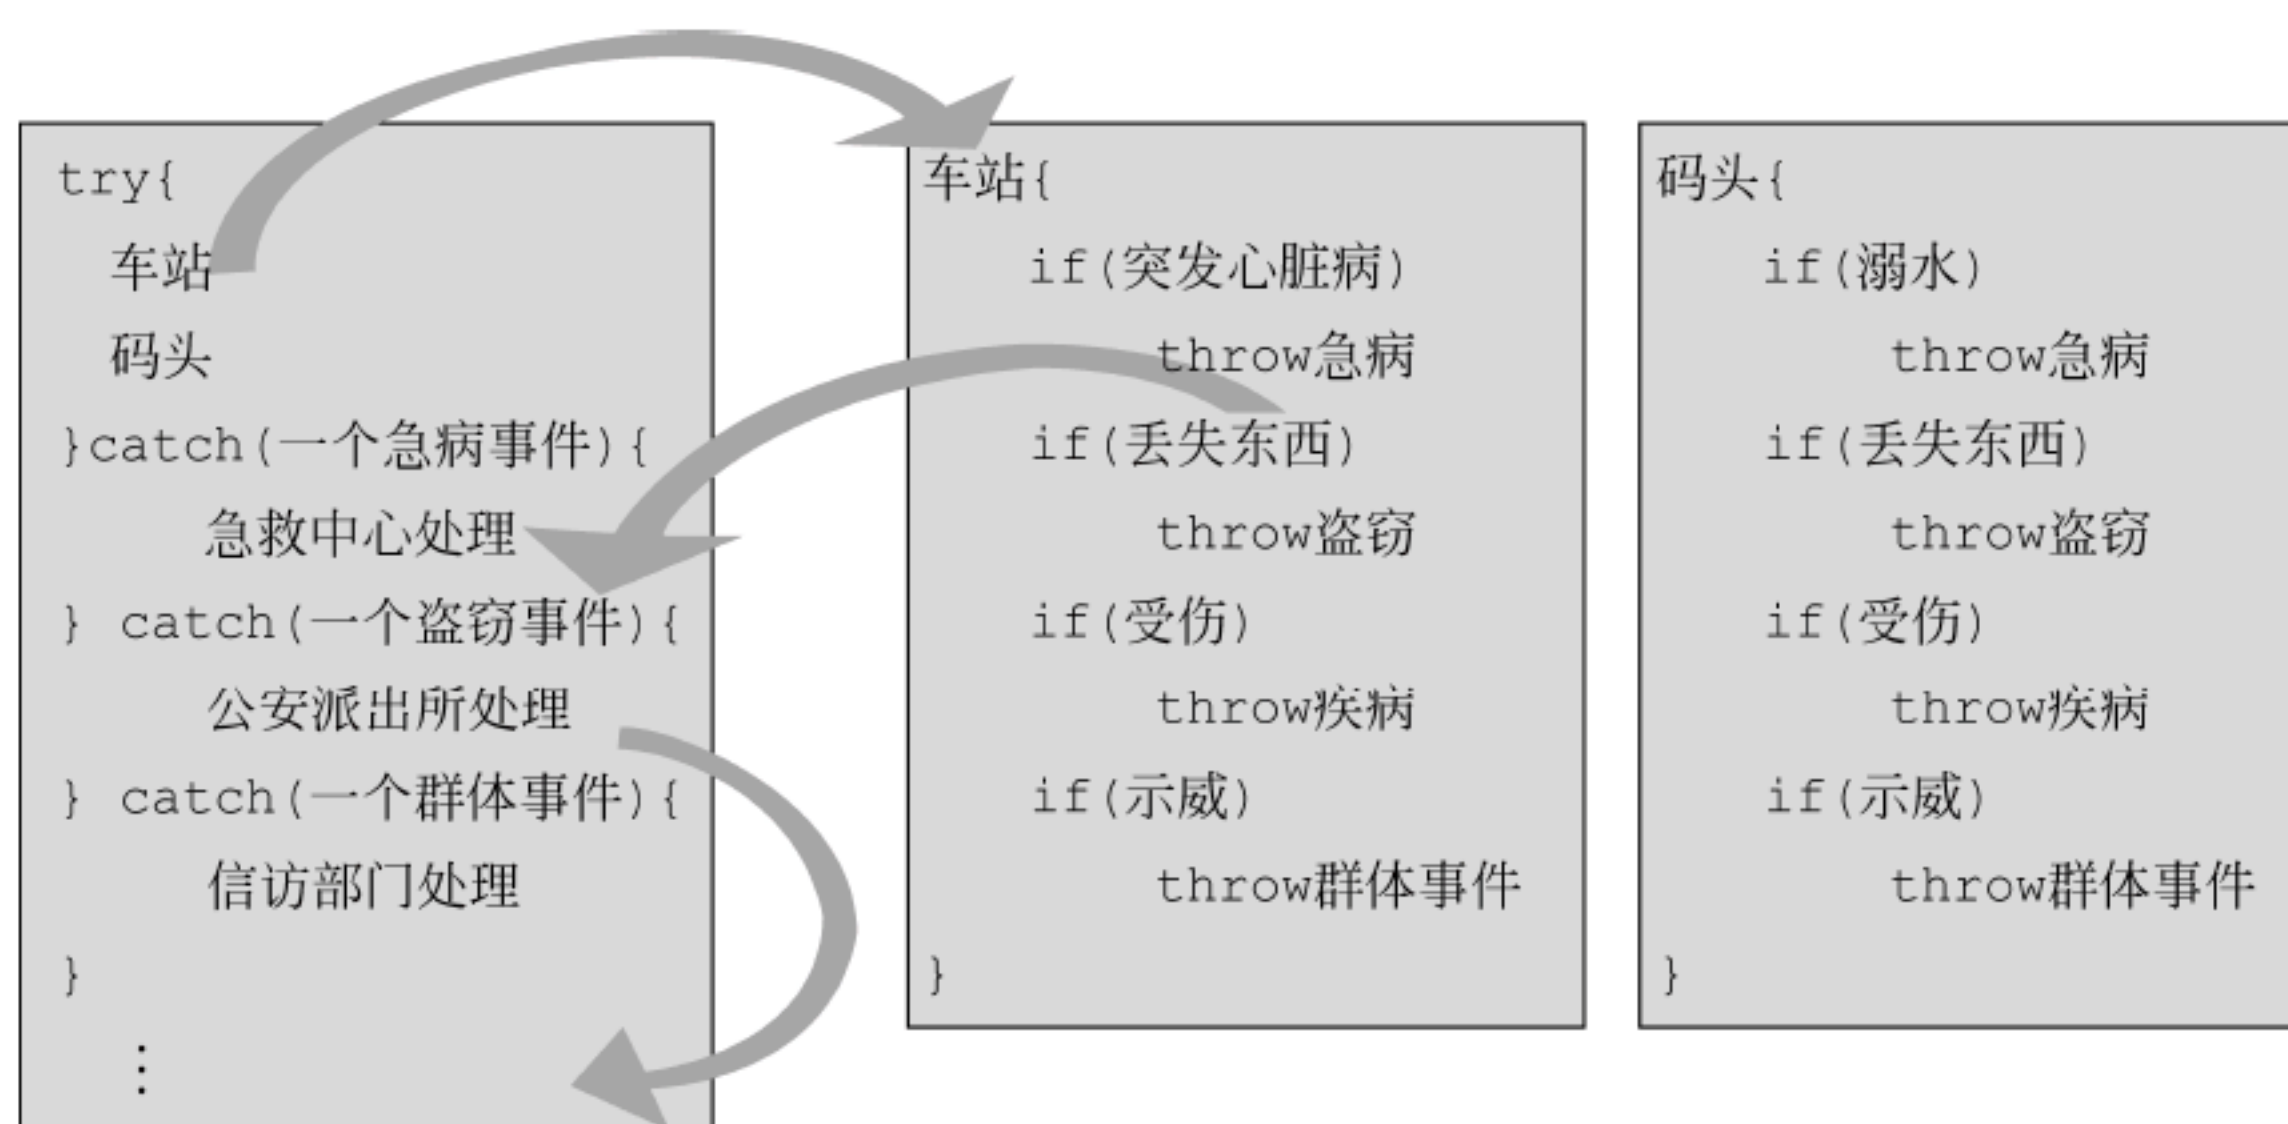 try{
车站
码头
}catch(一个急病事件){
急救中心处理
} catch(一个盗窃事件){
公安派出所处理
} catch(一个群体事件){
信访部门处理
}
⋮
车站{
if(突发心脏病)
throw急病
if(丢失东西)
throw盗窃
if(受伤)
throw疾病
if(示威)
throw群体事件
}
码头{
if(溺水)
throw急病
if(丢失东西)
throw盗窃
if(受伤)
throw疾病
if(示威)
throw群体事件
}